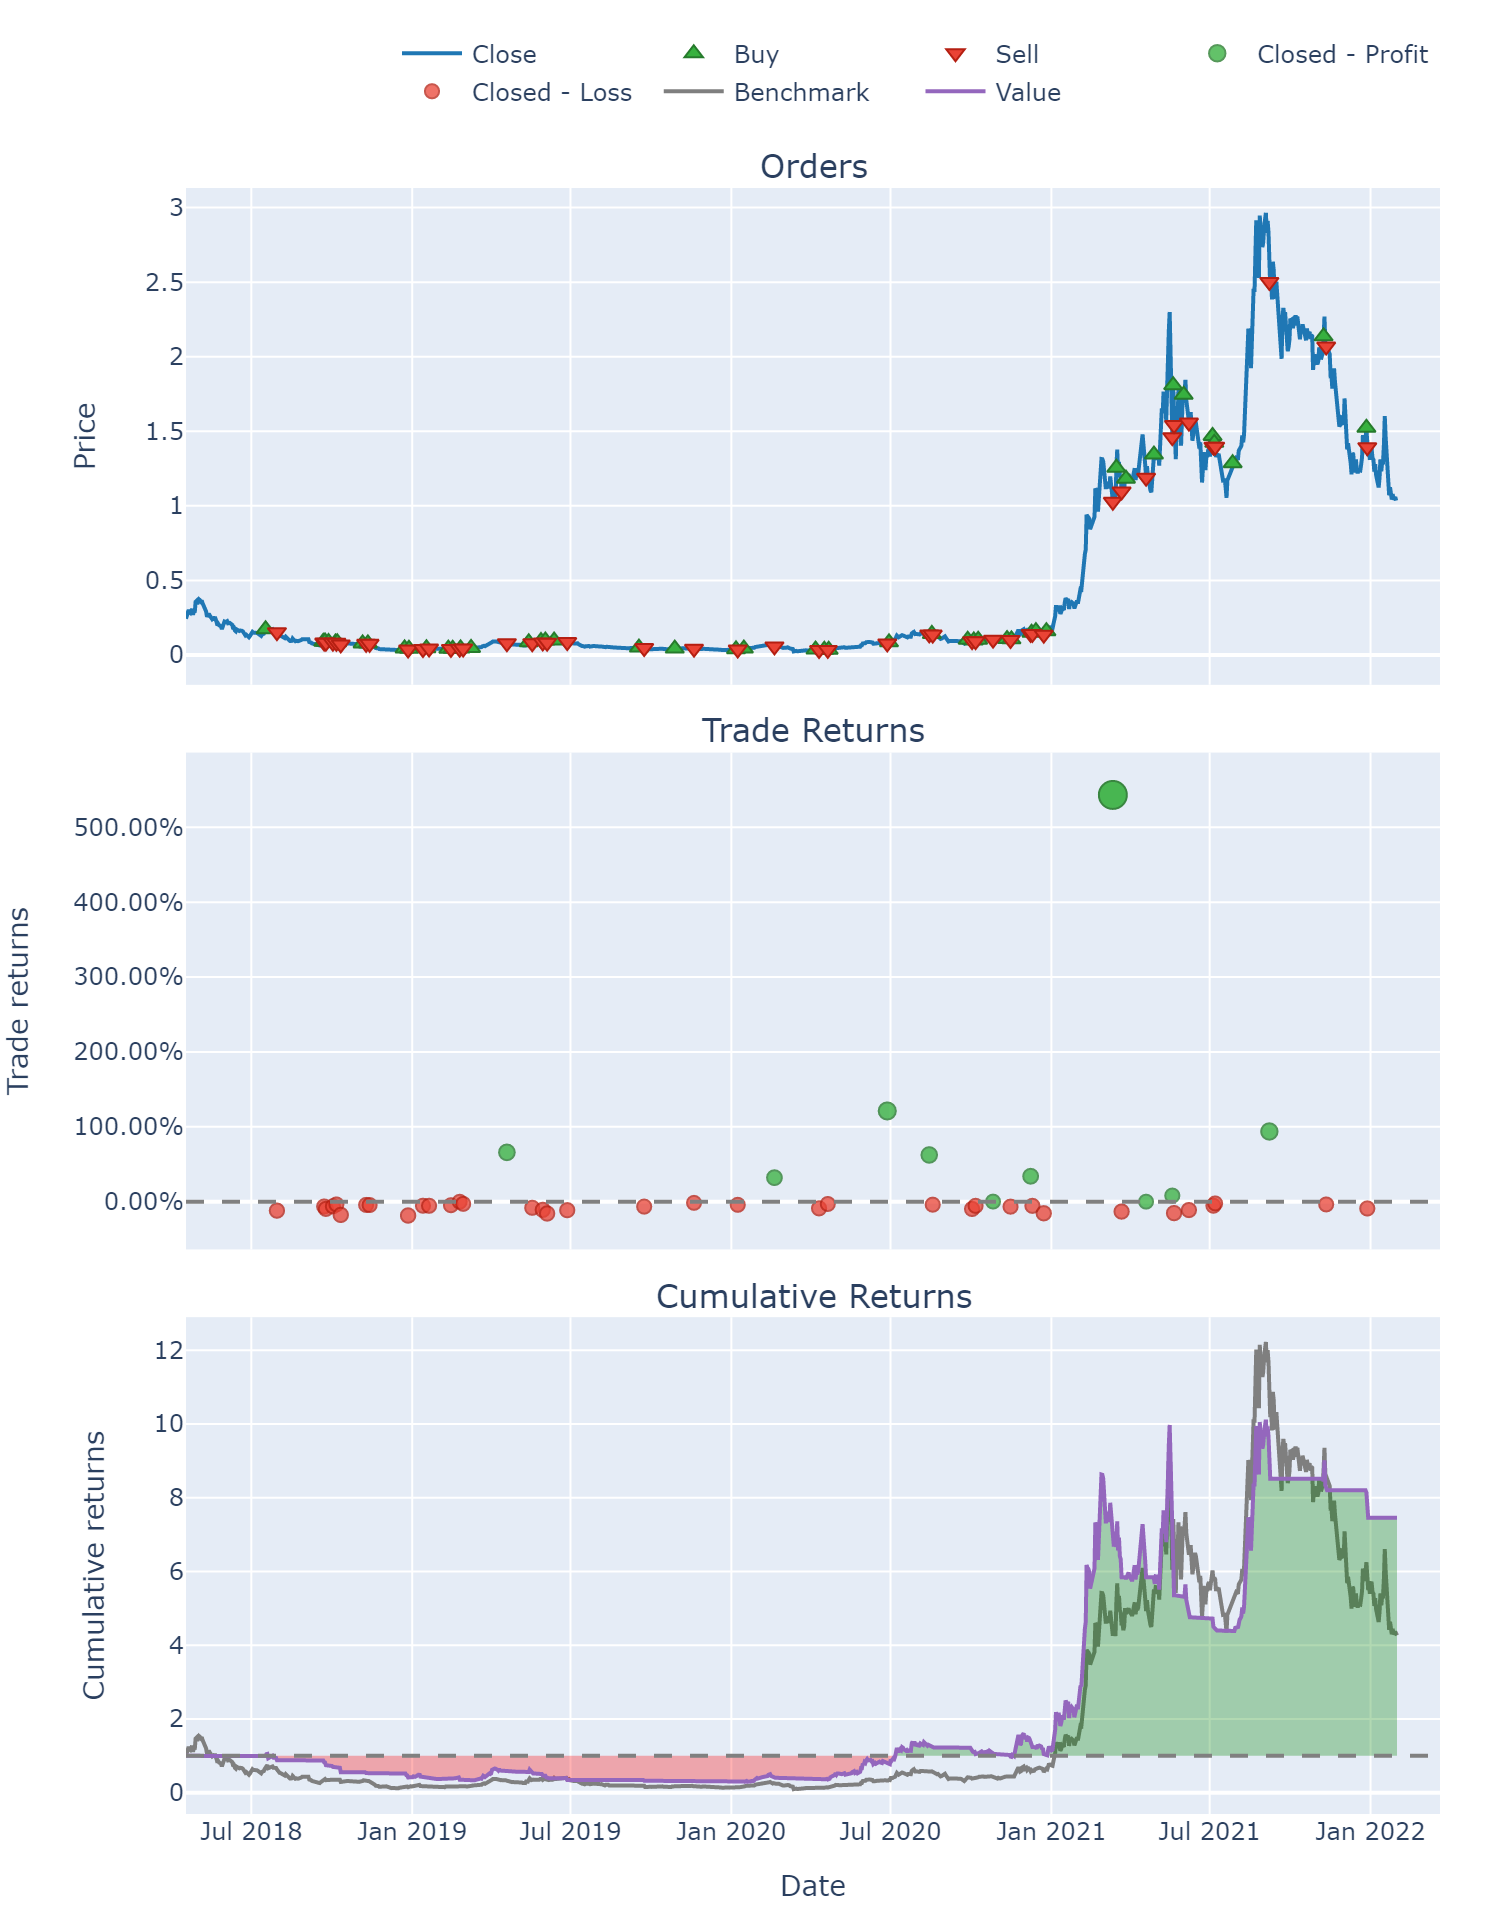 Close Buy Sell Closed - Profit
Closed - Loss Benchmark Value
Orders
3
2.5
2
1.5
1
0.5
0
Price
Trade Returns
500.00%
400.00%
300.00%
200.00%
100.00%
0.00%
Trade returns
Cumulative Returns
12
10
8
6
4
2
0
Cumulative returns
Jul 2018 Jan 2019 Jul 2019 Jan 2020 Jul 2020 Jan 2021 Jul 2021 Jan 2022
Date